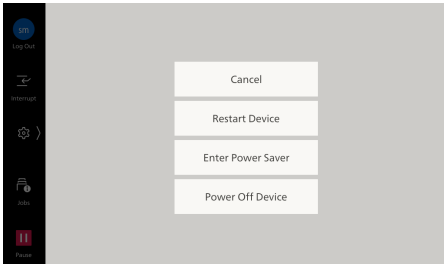 sm
Log Out
Interrupt
Jobs
Pause
Cancel
Restart Device
Enter Power Saver
Power Off Device